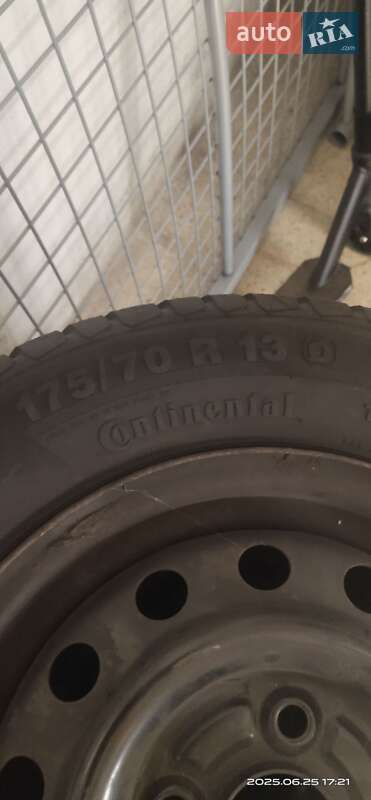 auto RIA
.com
175/70 R 13 D
Continental
2025.06.25 17:21